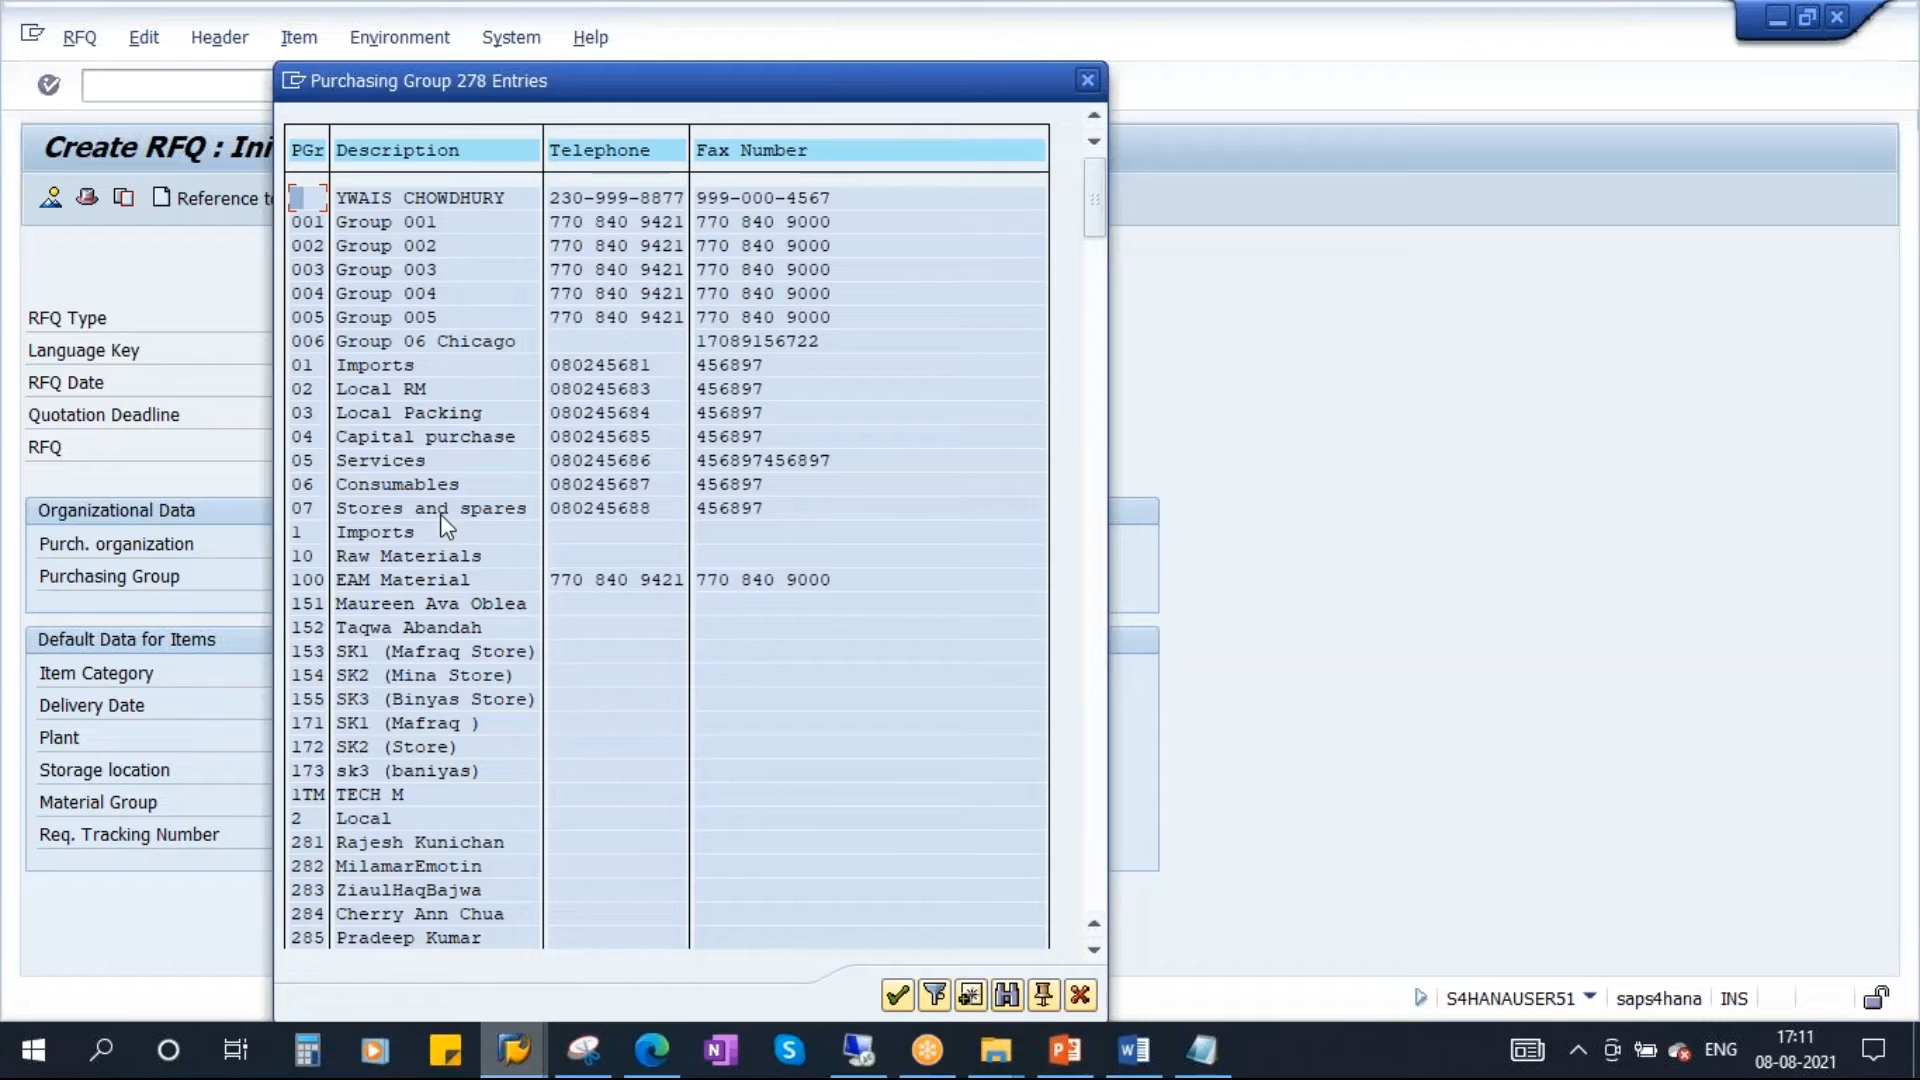 RFQ Edit Header Item Environment System Help
Purchasing Group 278 Entries
Create RFQ : Ini
Reference to
RFQ Type
Language Key
RFQ Date
Quotation Deadline
RFQ
Organizational Data
Purch. organization
Purchasing Group
Default Data for Items
Item Category
Delivery Date
Plant
Storage location
Material Group
Req. Tracking Number
PGr Description Telephone Fax Number
YWAIS CHOWDHURY 230-999-8877 999-000-4567
001 Group 001 770 840 9421 770 840 9000
002 Group 002 770 840 9421 770 840 9000
003 Group 003 770 840 9421 770 840 9000
004 Group 004 770 840 9421 770 840 9000
005 Group 005 770 840 9421 770 840 9000
006 Group 06 Chicago 17089156722
01 Imports 080245681 456897
02 Local RM 080245683 456897
03 Local Packing 080245684 456897
04 Capital purchase 080245685 456897
05 Services 080245686 456897456897
06 Consumables 080245687 456897
07 Stores and spares 080245688 456897
1 Imports
10 Raw Materials
100 EAM Material 770 840 9421 770 840 9000
151 Maureen Ava Oblea
152 Taqwa Abandah
153 SK1 (Mafraq Store)
154 SK2 (Mina Store)
155 SK3 (Binyas Store)
171 SK1 (Mafraq )
172 SK2 (Store)
173 sk3 (baniyas)
1TM TECH M
2 Local
281 Rajesh Kunichan
282 MilamarEmotin
283 ZiaulHaqBajwa
284 Cherry Ann Chua
285 Pradeep Kumar
S4HANAUSER51 saps4hana INS
ENG
17:11
08-08-2021